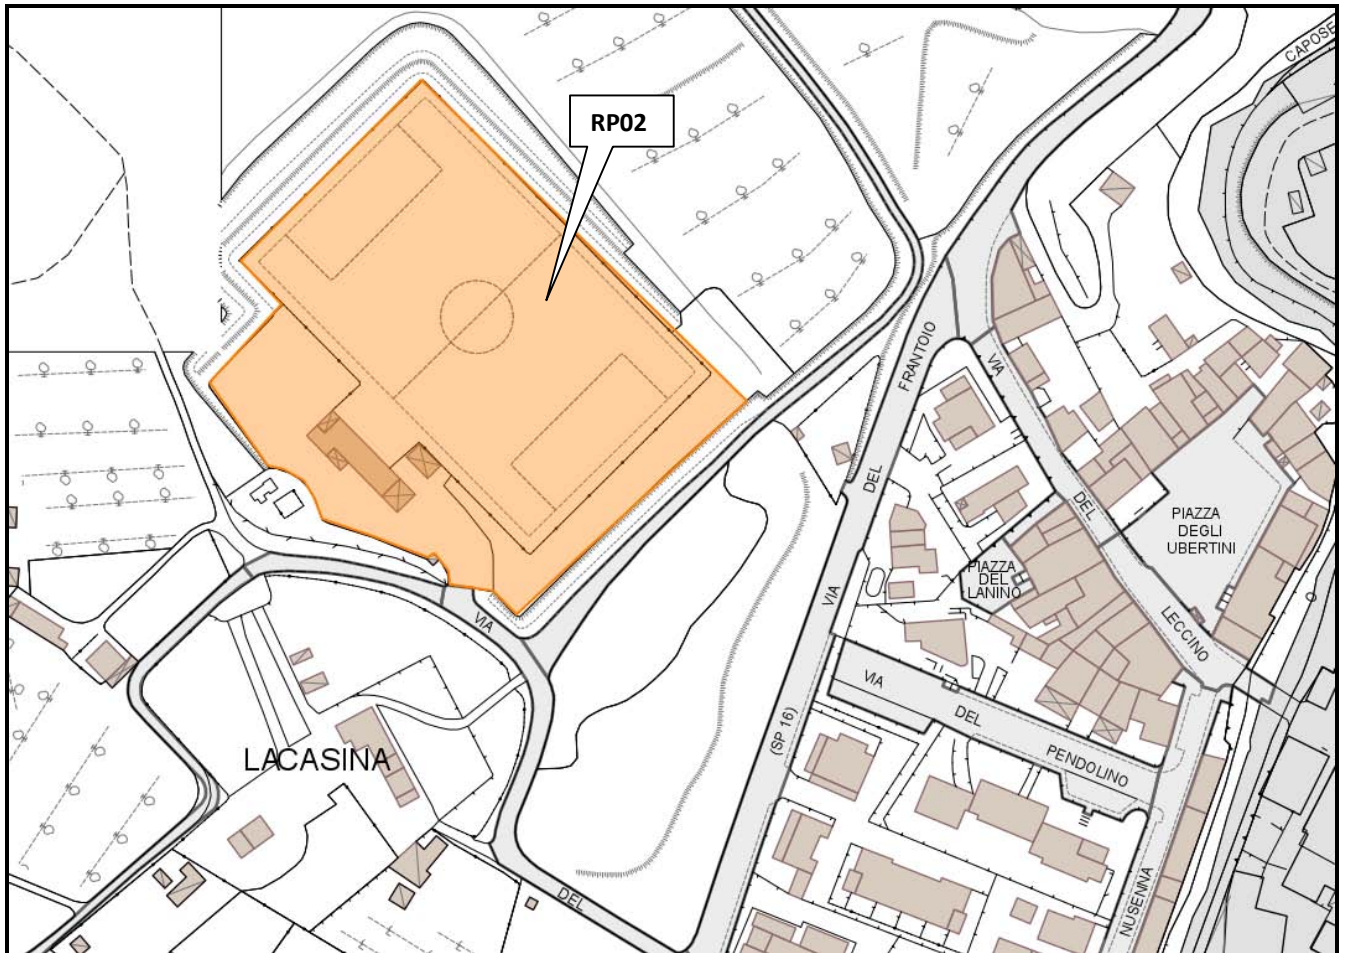 CAPOSE
RP02
FRANTOIO
VIA
DEL
DEL
PIAZZA
DEGLI
UBERTINI
PIAZZA
DEL
LANINO
VIA
LECCINO
VIA
VIA
DEL
PENDOLINO
(SP 16)
LACASINA
DEL
NUSENNA